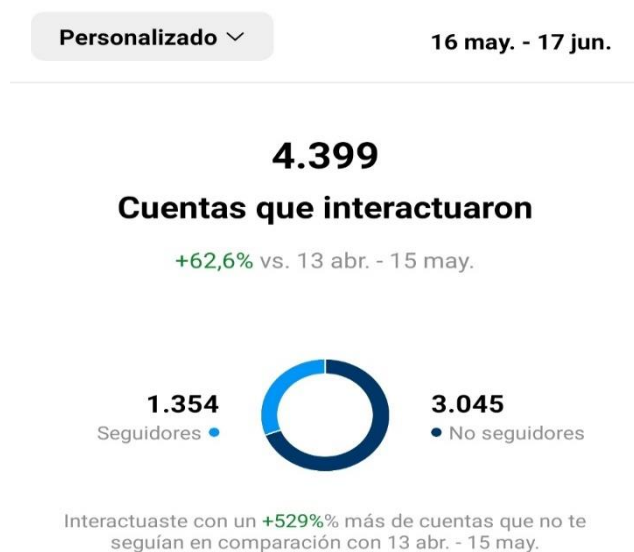 Personalizado
16 may. - 17 jun.
4.399
Cuentas que interactuaron
+62,6% vs. 13 abr. - 15 may.
1.354
Seguidores
3.045
No seguidores
Interactuaste con un +529%% más de cuentas que no te
seguían en comparación con 13 abr. - 15 may.